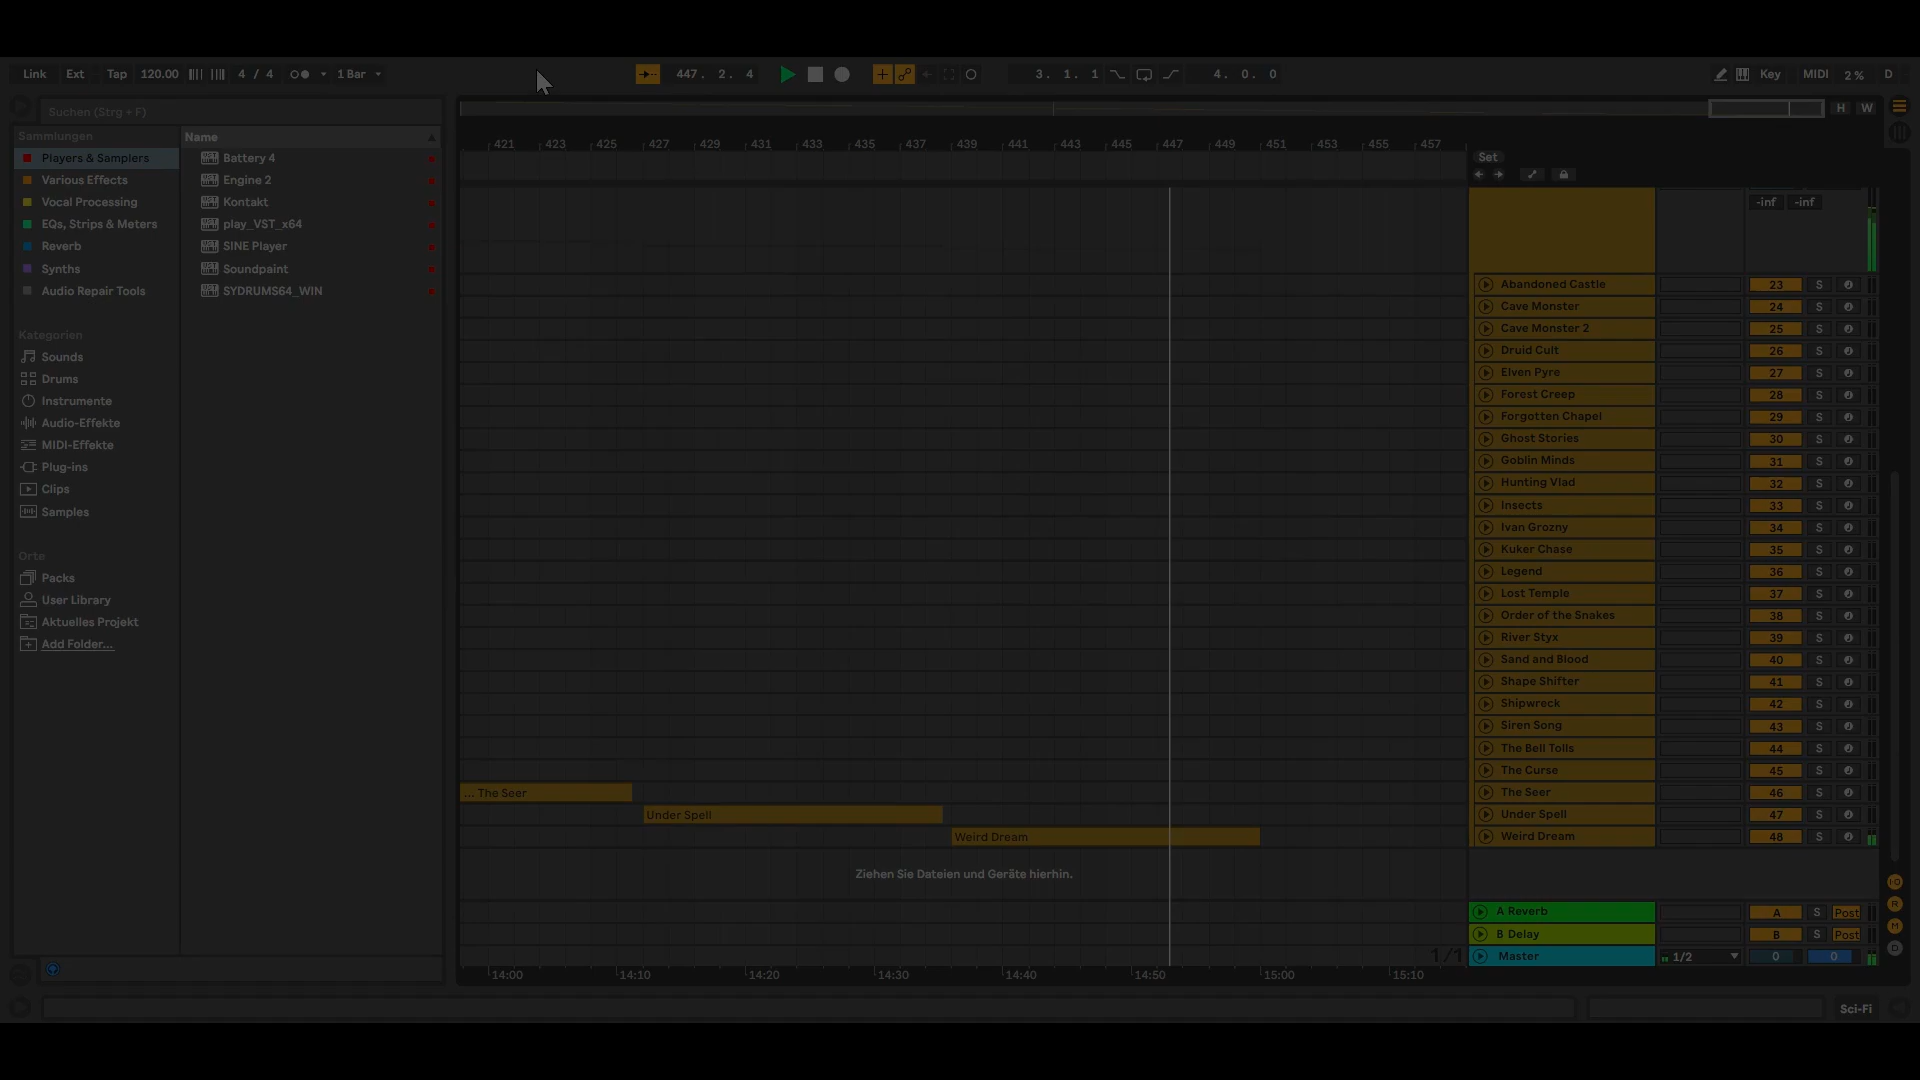 Link Ext Tap 120.00 4 / 4 1 Bar 447. 2. 4 3. 1. 1 4. 0. 0 Key MIDI 2 % D
Suchen (Strg + F)
H W
Sammlungen
Players & Samplers
Various Effects
Vocal Processing
EQs, Strips & Meters
Reverb
Synths
Audio Repair Tools
Kategorien
Sounds
Drums
Instrumente
Audio-Effekte
MIDI-Effekte
Plug-ins
Clips
Samples
Orte
Packs
User Library
Aktuelles Projekt
Add Folder...
Name
Battery 4
Engine 2
Kontakt
play_VST_x64
SINE Player
Soundpaint
SYDRUMS64_WIN
421 423 425 427 429 431 433 435 437 439 441 443 445 447 449 451 453 455 457
Set
-inf -inf
Abandoned Castle 23 S
Cave Monster 24 S
Cave Monster 2 25 S
Druid Cult 26 S
Elven Pyre 27 S
Forest Creep 28 S
Forgotten Chapel 29 S
Ghost Stories 30 S
Goblin Minds 31 S
Hunting Vlad 32 S
Insects 33 S
Ivan Grozny 34 S
Kuker Chase 35 S
Legend 36 S
Lost Temple 37 S
Order of the Snakes 38 S
River Styx 39 S
Sand and Blood 40 S
Shape Shifter 41 S
Shipwreck 42 S
Siren Song 43 S
The Bell Tolls 44 S
The Curse 45 S
... The Seer The Seer 46 S
Under Spell Under Spell 47 S
Weird Dream Weird Dream 48 S
Ziehen Sie Dateien und Geräte hierhin.
I·O
R
M
D
A Reverb A S Post
B Delay B S Post
1/1 Master 1/2 0 0
14:00 14:10 14:20 14:30 14:40 14:50 15:00 15:10
Sci-Fi